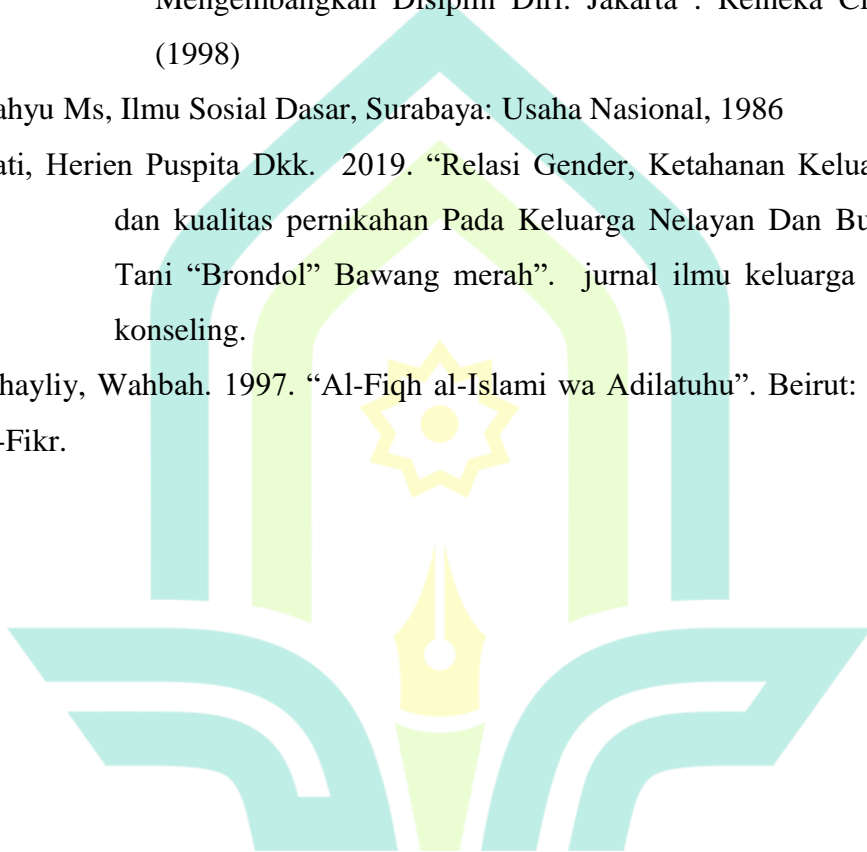 Mengembangkan Disiplin Diri. Jakarta : Remeka
(1998)
ahyu Ms, Ilmu Sosial Dasar, Surabaya: Usaha Nasional, 1986
ati, Herien Puspita Dkk. 2019. “Relasi Gender, Ketahanan Kelua
dan kualitas pernikahan Pada Keluarga Nelayan Dan Bu
Tani “Brondol” Bawang merah”. jurnal ilmu keluarga
konseling.
hayliy, Wahbah. 1997. “Al-Fiqh al-Islami wa Adilatuhu”. Beirut:
-Fikr.